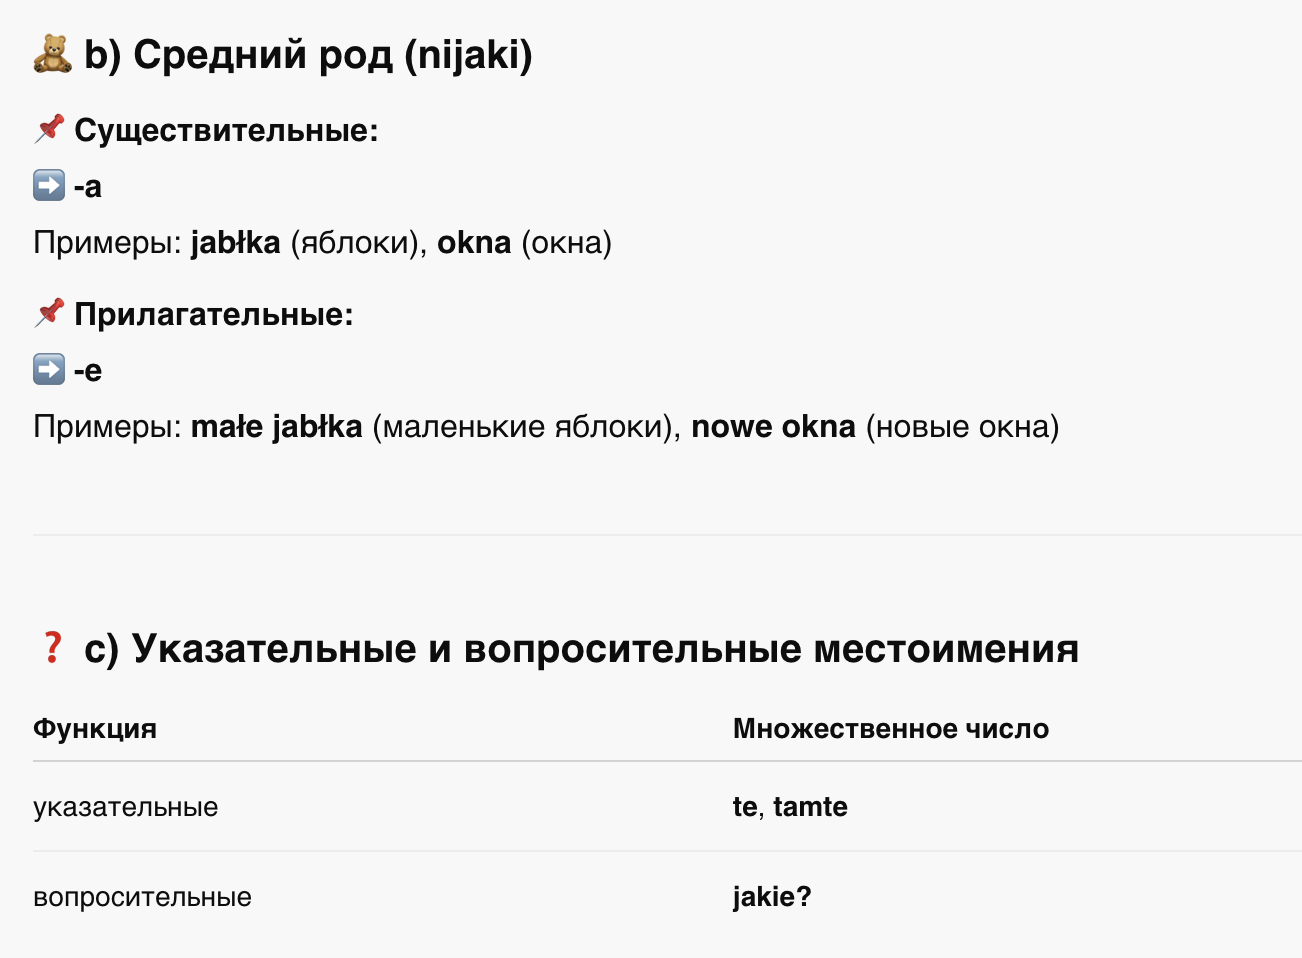 🧸 b) Средний род (nijaki)
📌 Существительные:
➡️ -a
Примеры: jabłka (яблоки), okna (окна)
📌 Прилагательные:
➡️ -e
Примеры: małe jabłka (маленькие яблоки), nowe okna (новые окна)
❓ c) Указательные и вопросительные местоимения
Функция Множественное число
указательные te, tamte
вопросительные jakie?